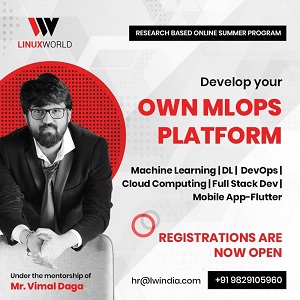 LINUXWORLD
RESEARCH BASED ONLINE SUMMER PROGRAM
Develop your
OWN MLOPS
PLATFORM
Machine Learning | DL | DevOps |
Cloud Computing | Full Stack Dev |
Mobile App-Flutter
REGISTRATIONS ARE
NOW OPEN
Under the mentorship of
Mr. Vimal Daga
hr@lwindia.com
+91 9829105960